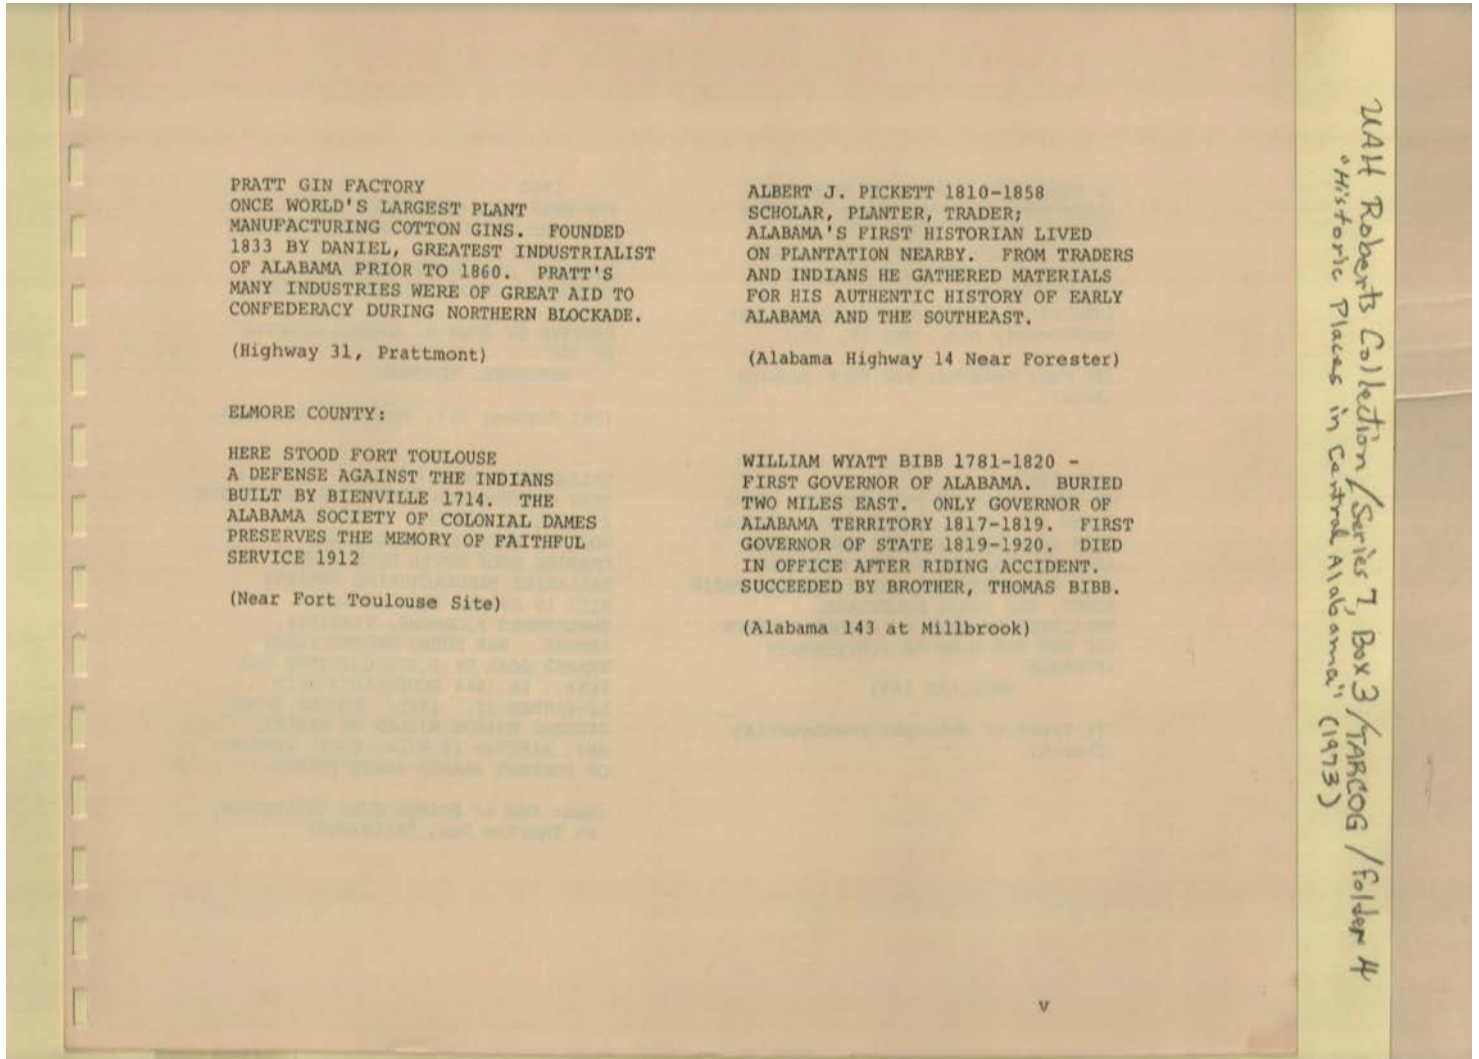 PRATT GIN FACTORY
ONCE WORLD'S LARGEST PLANT
MANUFACTURING COTTON GINS. FOUNDED
1833 BY DANIEL, GREATEST INDUSTRIALIST
OF ALABAMA PRIOR TO 1860. PRATT'S
MANY INDUSTRIES WERE OF GREAT AID TO
CONFEDERACY DURING NORTHERN BLOCKADE.
(Highway 31, Prattmont)
ELMORE COUNTY:
HERE STOOD FORT TOULOUSE
A DEFENSE AGAINST THE INDIANS
BUILT BY BIENVILLE 1714. THE
ALABAMA SOCIETY OF COLONIAL DAMES
PRESERVES THE MEMORY OF FAITHFUL
SERVICE 1912
(Near Fort Toulouse Site)
ALBERT J. PICKETT 1810-1858
SCHOLAR, PLANTER, TRADER;
ALABAMA'S FIRST HISTORIAN LIVED
ON PLANTATION NEARBY. FROM TRADERS
AND INDIANS HE GATHERED MATERIALS
FOR HIS AUTHENTIC HISTORY OF EARLY
ALABAMA AND THE SOUTHEAST.
(Alabama Highway 14 Near Forester)
WILLIAM WYATT BIBB 1781-1820 -
FIRST GOVERNOR OF ALABAMA. BURIED
TWO MILES EAST. ONLY GOVERNOR OF
ALABAMA TERRITORY 1817-1819. FIRST
GOVERNOR OF STATE 1819-1920. DIED
IN OFFICE AFTER RIDING ACCIDENT.
SUCCEEDED BY BROTHER, THOMAS BIBB.
(Alabama 143 at Millbrook)
v
UAH Roberts Collection/Series 7, Box 3/TARCOG/folder 4
"Historic Places in Central Alabama" (1973)